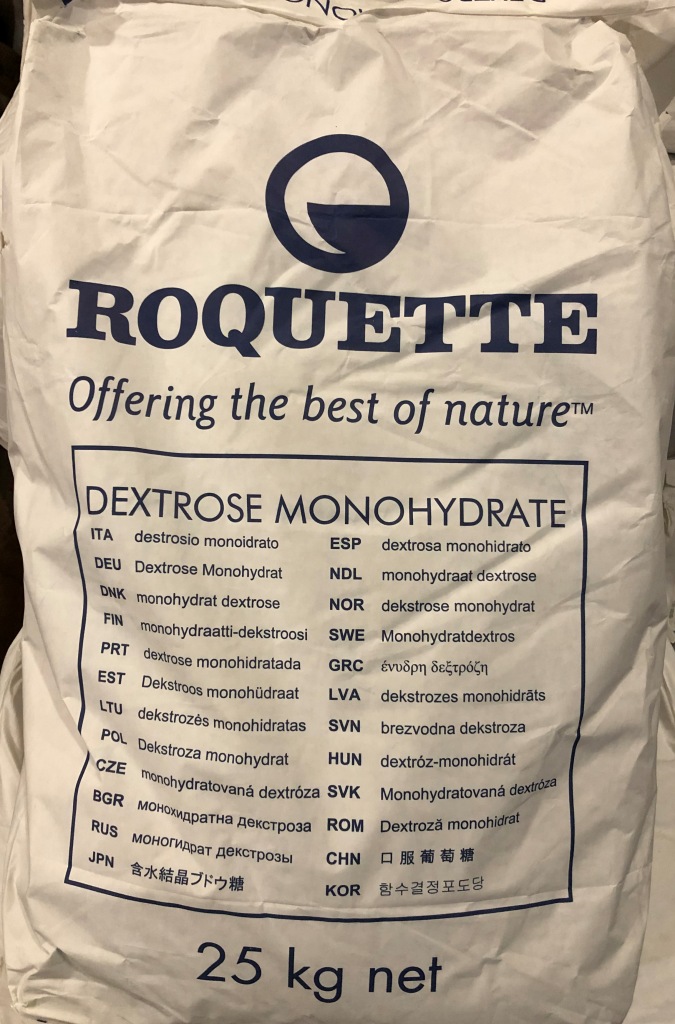 ROQUETTE
Offering the best of nature™
DEXTROSE MONOHYDRATE
ITA destrosio monoidrato
DEU Dextrose Monohydrat
DNK monohydrat dextrose
FIN monohydraatti-dekstroosi
PRT dextrose monohidratada
EST Dekstroos monohüdraat
LTU dekstrozės monohidratas
POL Dekstroza monohydrat
CZE monohydratovaná dextróza
BGR монохидратна декстроза
RUS моногидрат декстрозы
JPN 含水結晶ブドウ糖
ESP dextrosa monohidrato
NDL monohydraat dextrose
NOR dekstrose monohydrat
SWE Monohydratdextros
GRC ένυδρη δεξτρόζη
LVA dekstrozes monohidrāts
SVN brezvodna dekstroza
HUN dextróz-monohidrát
SVK Monohydratovaná dextróza
ROM Dextroză monohidrat
CHN 口服葡萄糖
KOR 함수결정포도당
25 kg net